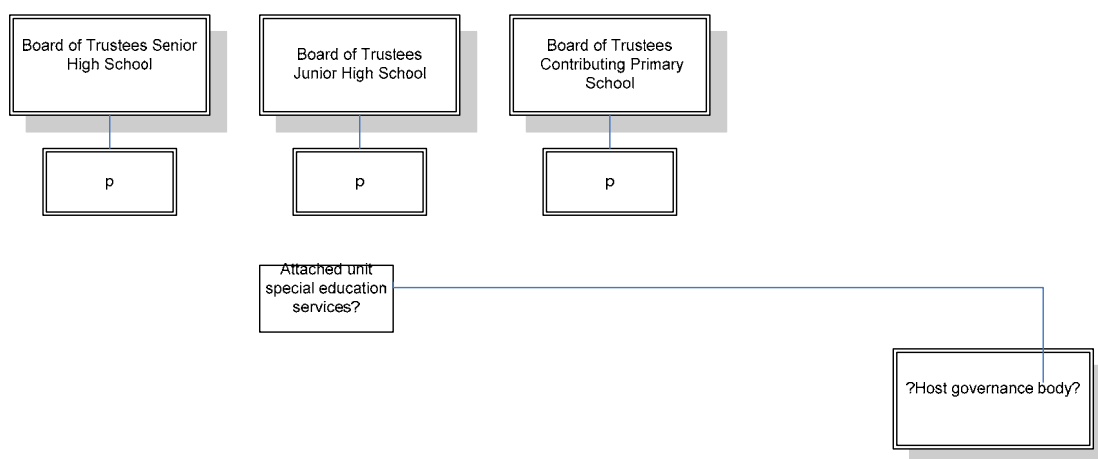 Board of Trustees Senior
High School
Board of Trustees
Junior High School
Board of Trustees
Contributing Primary
School
p
p
p
Attached unit
special education
services?
?Host governance body?